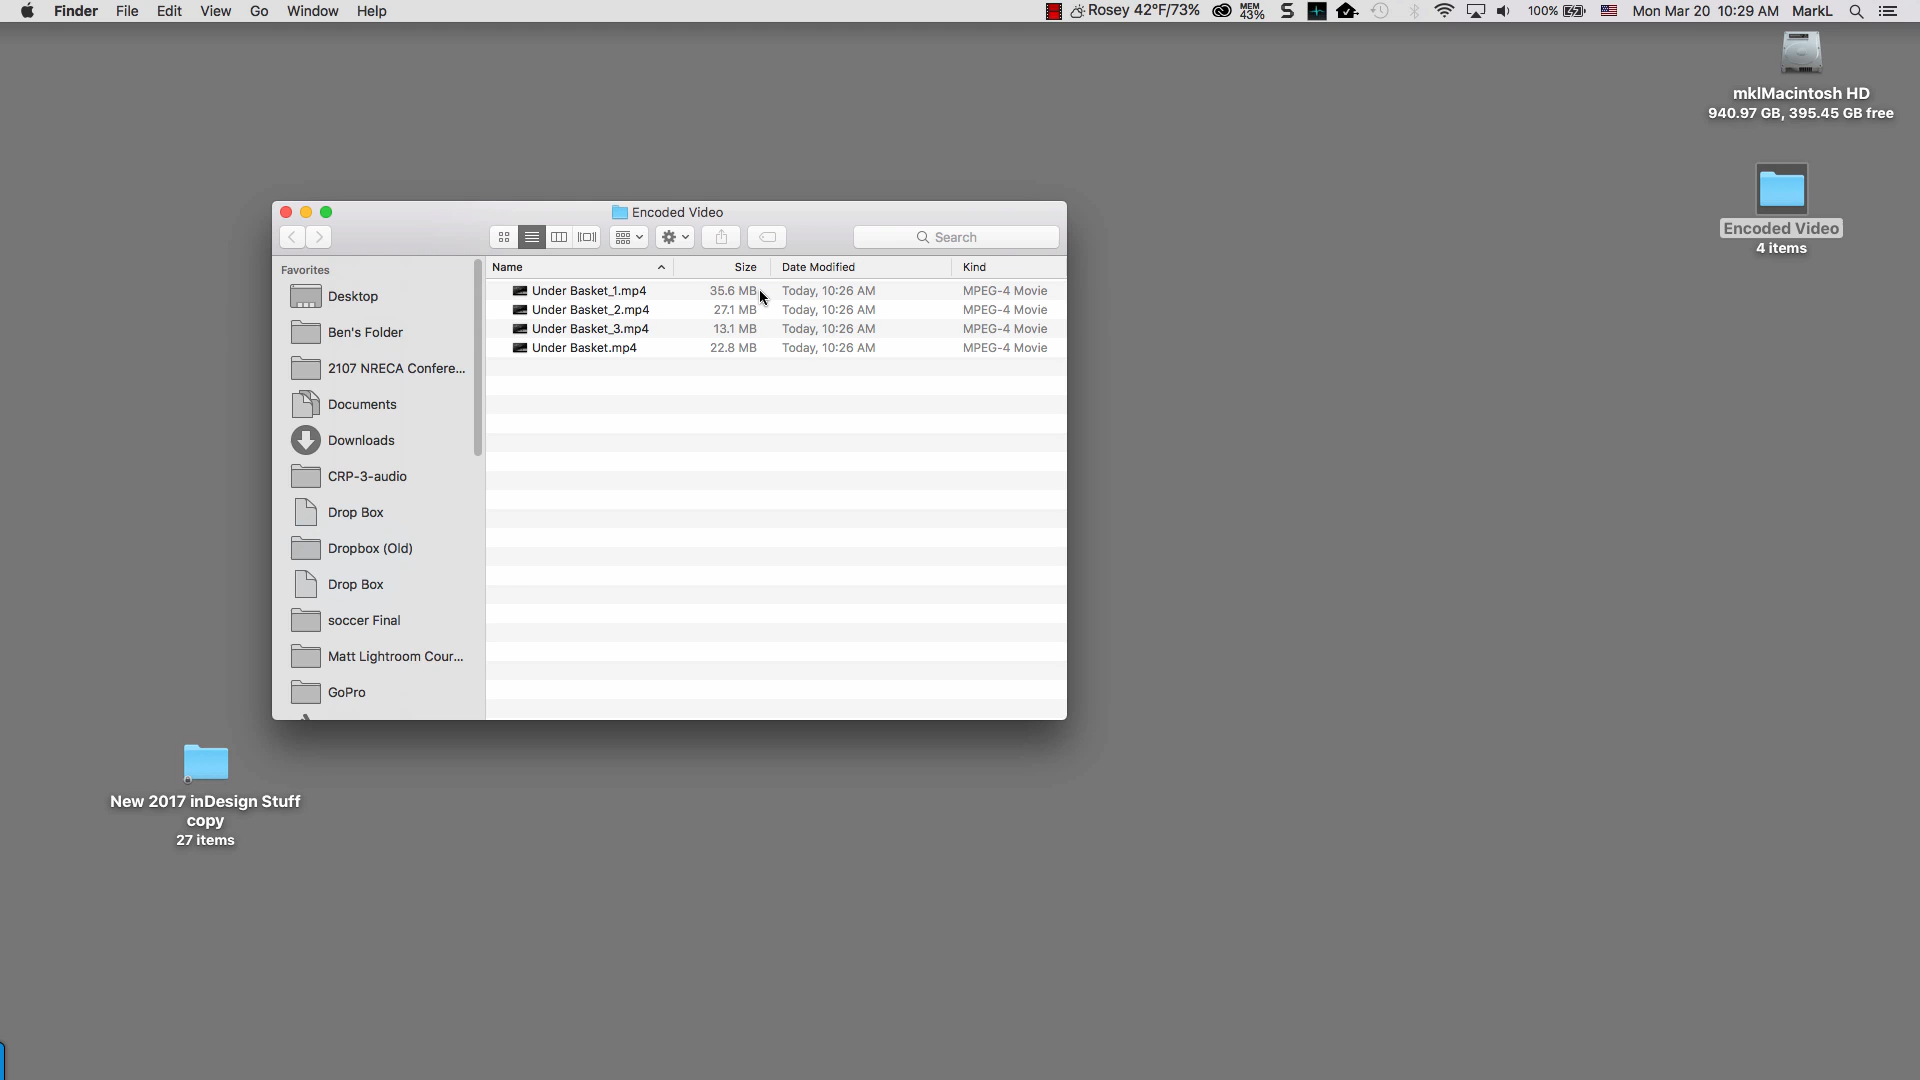 Finder File Edit View Go Window Help
Rosey 42°F/73% MEM 43% 100% Mon Mar 20 10:29 AM MarkL
mklMacintosh HD
940.97 GB, 395.45 GB free
Encoded Video
4 items
Encoded Video
Search
Favorites
Desktop
Ben's Folder
2107 NRECA Confere...
Documents
Downloads
CRP-3-audio
Drop Box
Dropbox (Old)
Drop Box
soccer Final
Matt Lightroom Cour...
GoPro
Name Size Date Modified Kind
Under Basket_1.mp4 35.6 MB Today, 10:26 AM MPEG-4 Movie
Under Basket_2.mp4 27.1 MB Today, 10:26 AM MPEG-4 Movie
Under Basket_3.mp4 13.1 MB Today, 10:26 AM MPEG-4 Movie
Under Basket.mp4 22.8 MB Today, 10:26 AM MPEG-4 Movie
New 2017 inDesign Stuff
copy
27 items